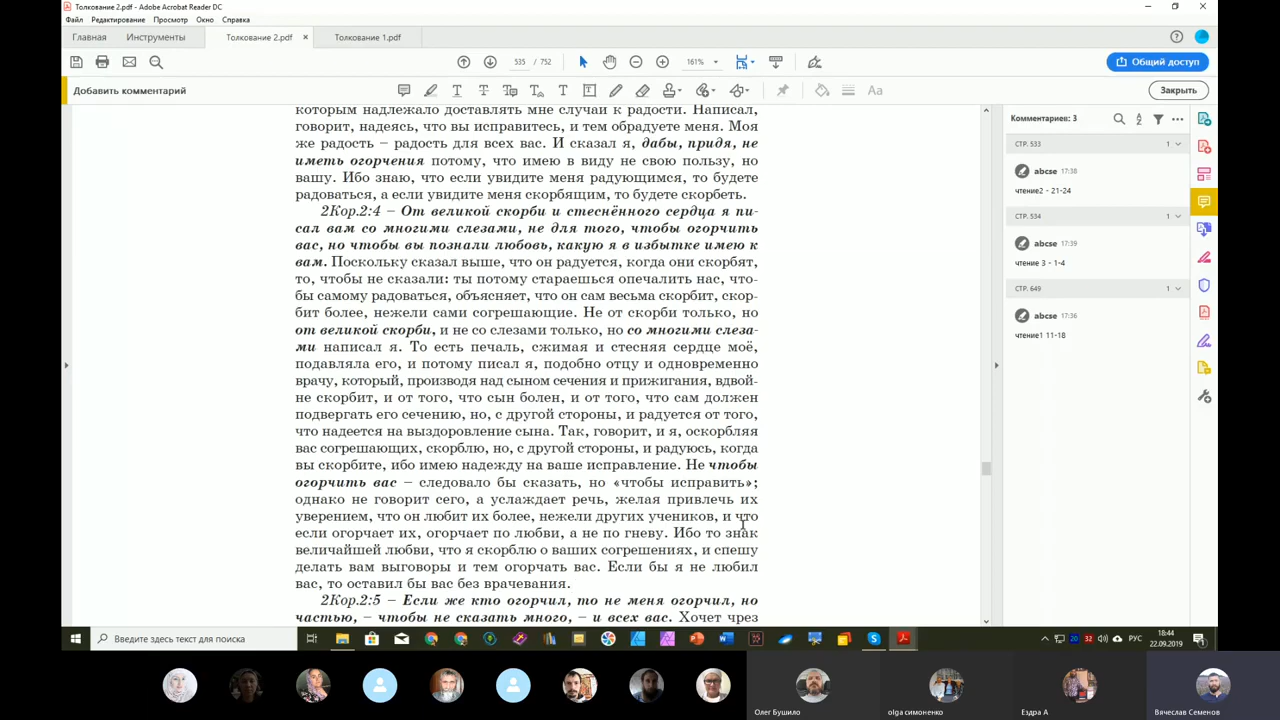 Толкование 2.pdf - Adobe Acrobat Reader DC
Файл Редактирование Просмотр Окно Справка
Главная Инструменты Толкование 2.pdf × Толкование 1.pdf
535 / 752 161% Общий доступ
Добавить комментарий Закрыть
которым надлежало доставлять мне случаи к радости. Написал,
говорит, надеясь, что вы исправитесь, и тем обрадуете меня. Моя
же радость – радость для всех вас. И сказал я, дабы, придя, не
иметь огорчения потому, что имею в виду не свою пользу, но
вашу. Ибо знаю, что если увидите меня радующимся, то будете
радоваться, а если увидите меня скорбящим, то будете скорбеть.
2Кор.2:4 – От великой скорби и стеснённого сердца я пи-
сал вам со многими слезами, не для того, чтобы огорчить
вас, но чтобы вы познали любовь, какую я в избытке имею к
вам. Поскольку сказал выше, что он радуется, когда они скорбят,
то, чтобы не сказали: ты потому стараешься опечалить нас, что-
бы самому радоваться, объясняет, что он сам весьма скорбит, скор-
бит более, нежели сами согрешающие. Не от скорби только, но
от великой скорби, и не со слезами только, но со многими слеза-
ми написал я. То есть печаль, сжимая и стесняя сердце моё,
подавляла его, и потому писал я, подобно отцу и одновременно
врачу, который, производя над сыном сечения и прижигания, вдвой-
не скорбит, и от того, что сын болен, и от того, что сам должен
подвергать его сечению, но, с другой стороны, и радуется от того,
что надеется на выздоровление сына. Так, говорит, и я, оскорбляя
вас согрешающих, скорблю, но, с другой стороны, и радуюсь, когда
вы скорбите, ибо имею надежду на ваше исправление. Не чтобы
огорчить вас – следовало бы сказать, но «чтобы исправить»;
однако не говорит сего, а услаждает речь, желая привлечь их
уверением, что он любит их более, нежели других учеников, и что
если огорчает их, огорчает по любви, а не по гневу. Ибо то знак
величайшей любви, что я скорблю о ваших согрешениях, и спешу
делать вам выговоры и тем огорчать вас. Если бы я не любил
вас, то оставил бы вас без врачевания.
2Кор.2:5 – Если же кто огорчил, то не меня огорчил, но
частью, – чтобы не сказать много, – и всех вас. Хочет чрез
Комментариев: 3
СТР. 533 1
abcse 17:38
чтение2 - 21-24
СТР. 534 1
abcse 17:39
чтение 3 - 1-4
СТР. 649 1
abcse 17:36
чтение1 11-18
Введите здесь текст для поиска
20 32 РУС 18:44
22.09.2019 1
Олег Бушило olga симоненко Ездра А Вячеслав Семенов